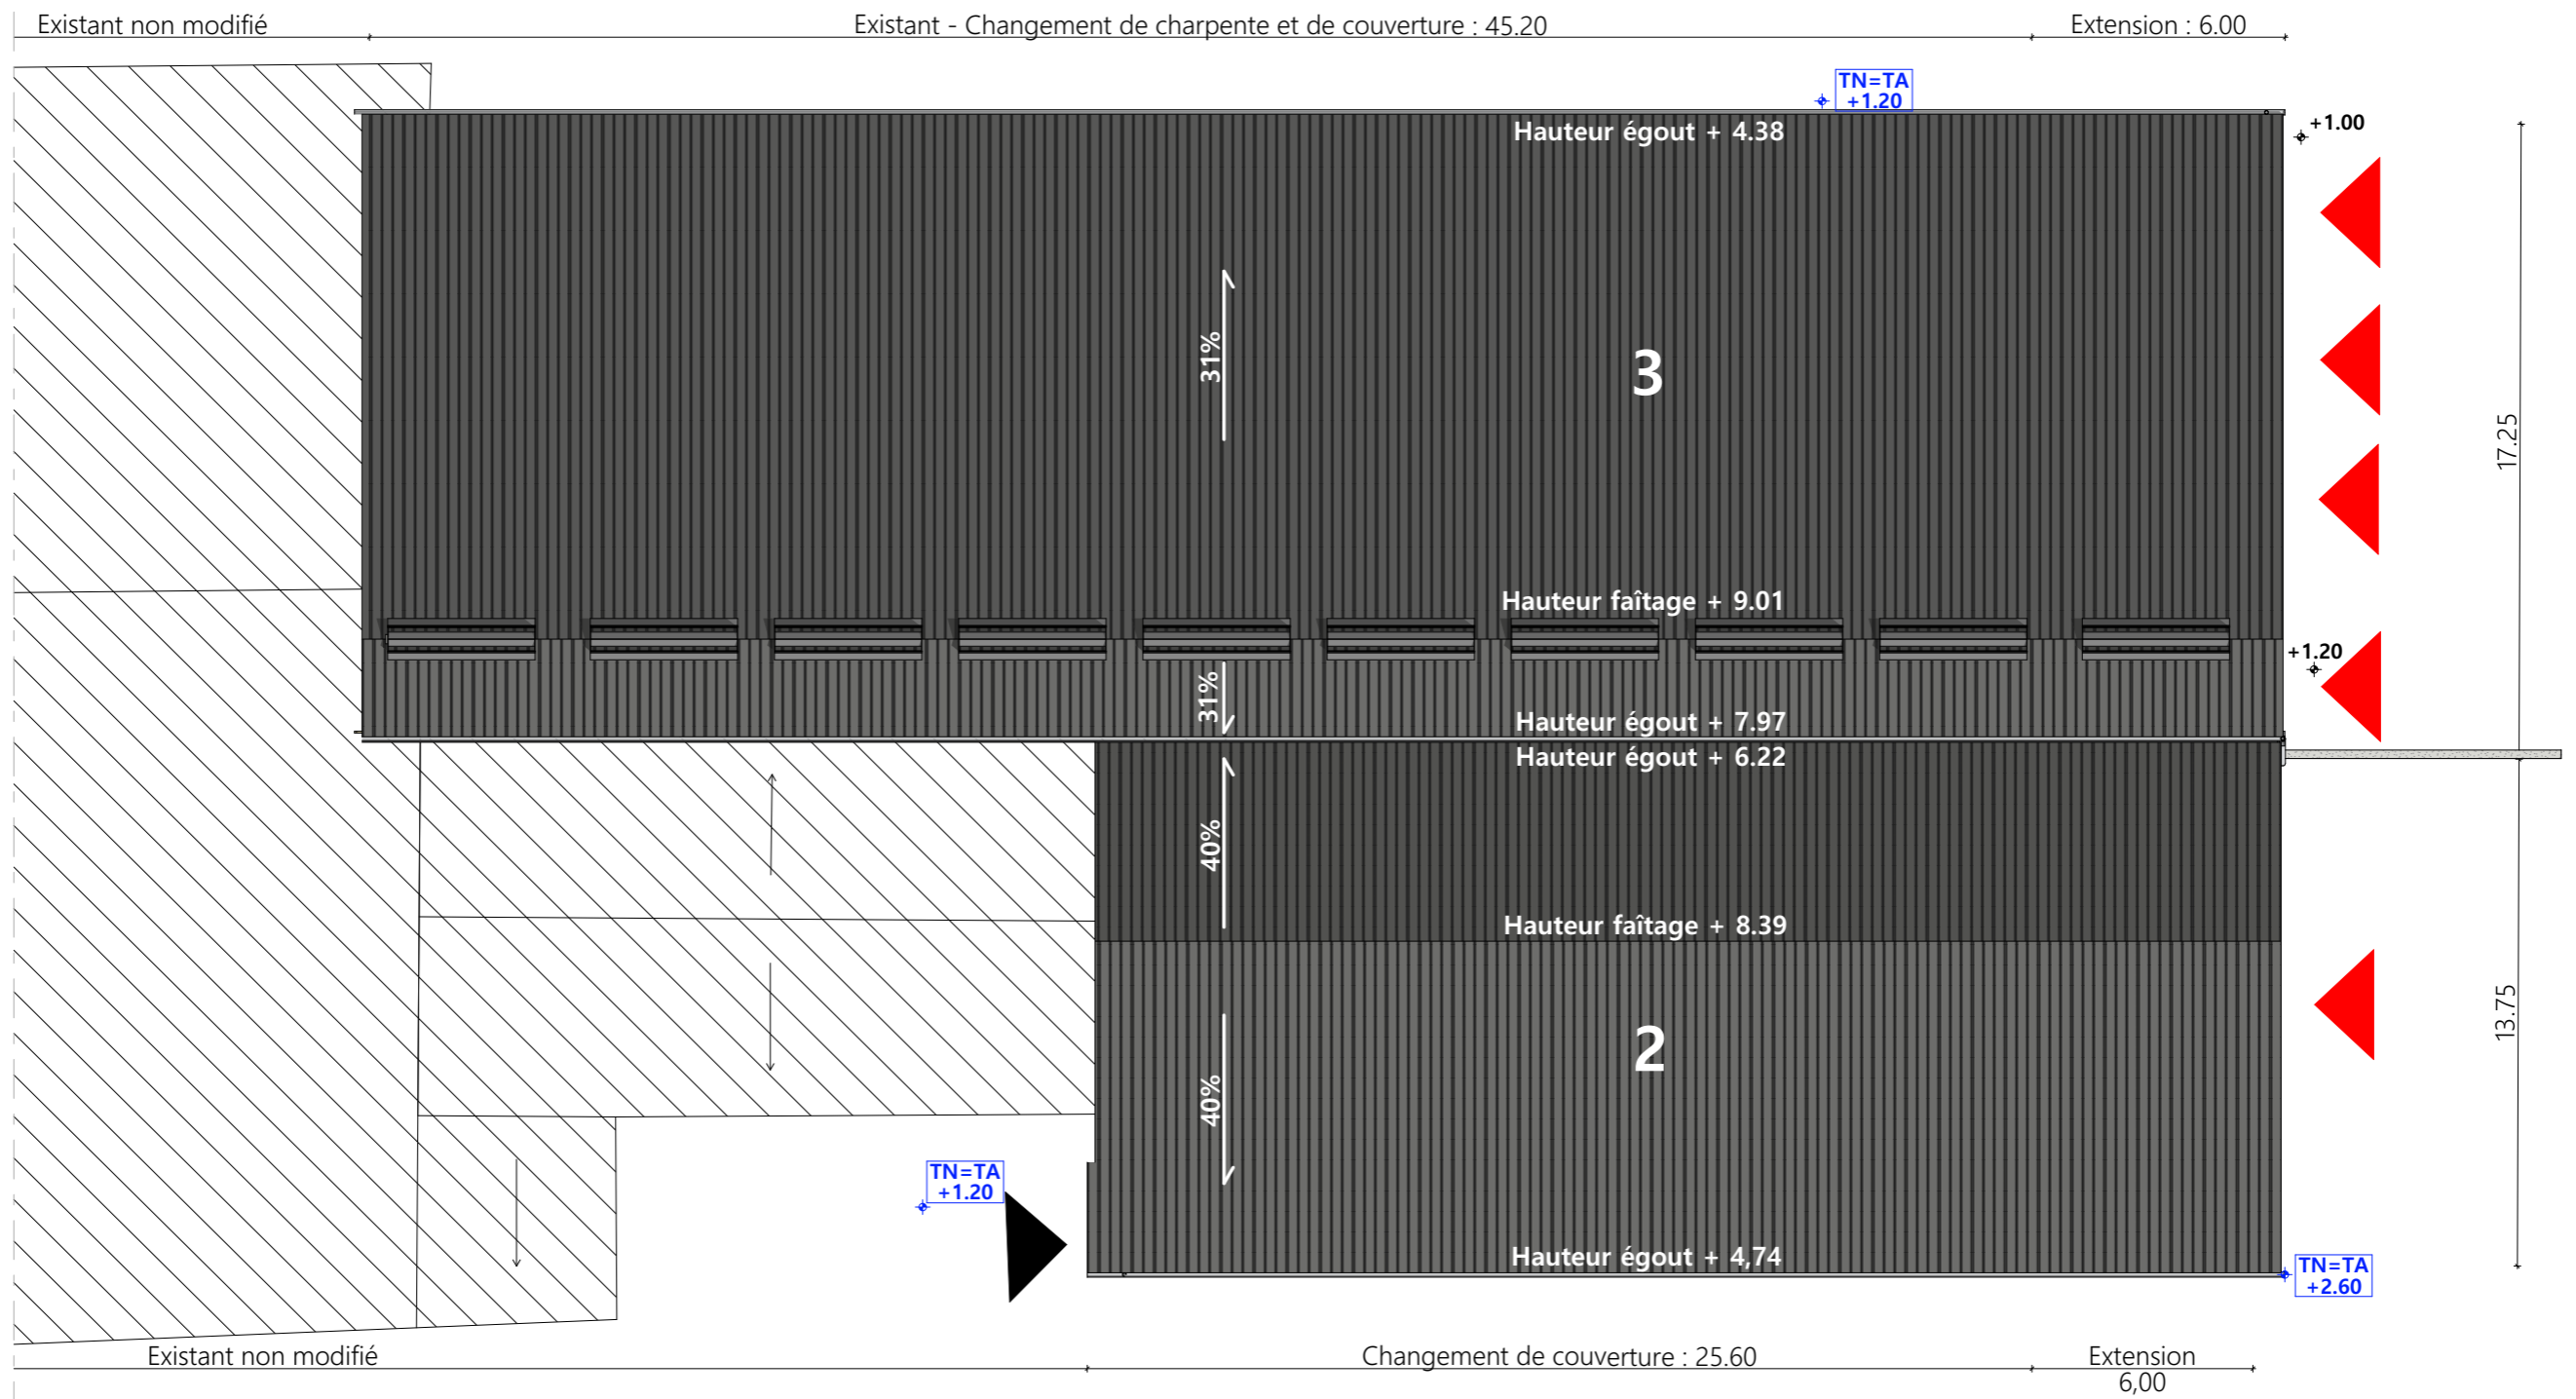 Existant non modifié
Existant - Changement de charpente et de couverture : 45.20
Extension : 6.00
TN=TA
+1.20
Hauteur égout + 4.38
+1.00
31%
3
17.25
Hauteur faîtage + 9.01
+1.20
31%
Hauteur égout + 7.97
Hauteur égout + 6.22
40%
Hauteur faîtage + 8.39
13.75
2
40%
TN=TA
+1.20
Hauteur égout + 4,74
TN=TA
+2.60
Existant non modifié
Changement de couverture : 25.60
Extension
6,00